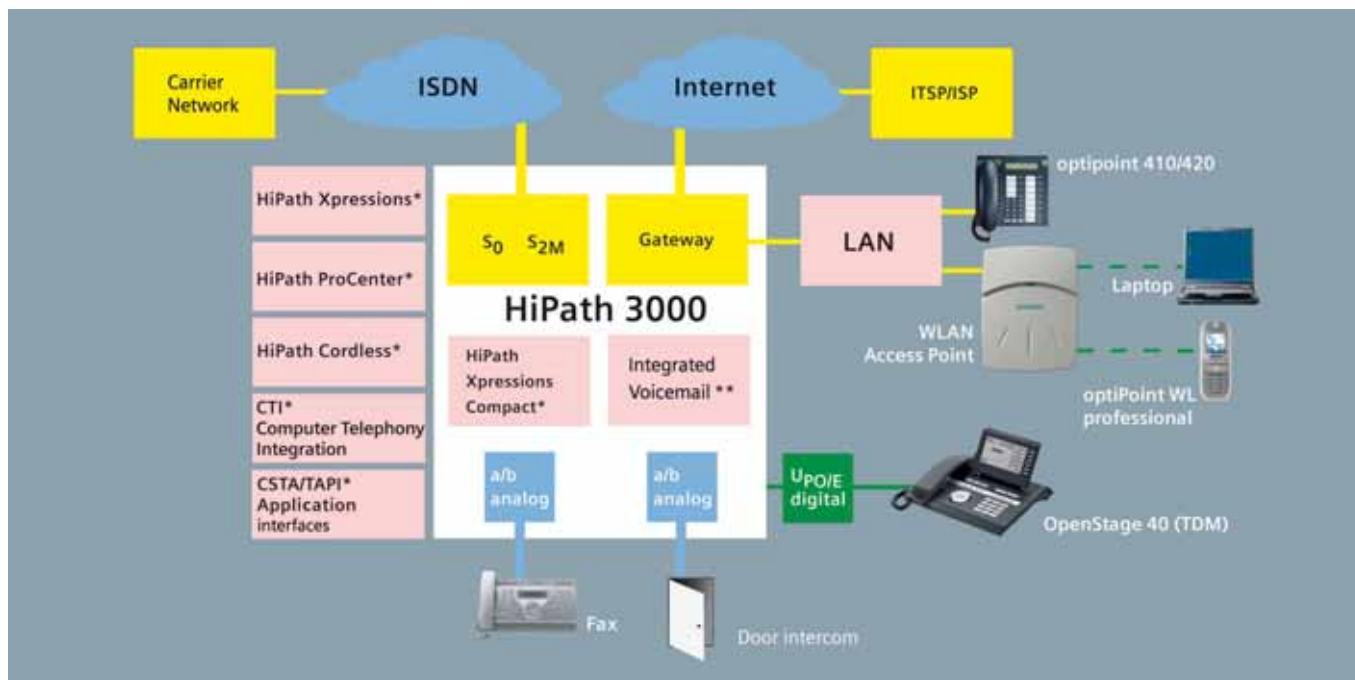 Carrier
Network
ISDN
Internet
ITSP/ISP
HiPath Xpressions*
HiPath ProCenter*
HiPath Cordless*
CTI*
Computer Telephony
Integration
CSTA/TAPI*
Application
interfaces
S0 S2M
Gateway
HiPath 3000
HiPath
Xpressions
Compact*
Integrated
Voicemail **
a/b
analog
a/b
analog
LAN
optipoint 410/420
Laptop
WLAN
Access Point
optiPoint WL
professional
UPO/E
digital
OpenStage 40 (TDM)
Fax
Door intercom